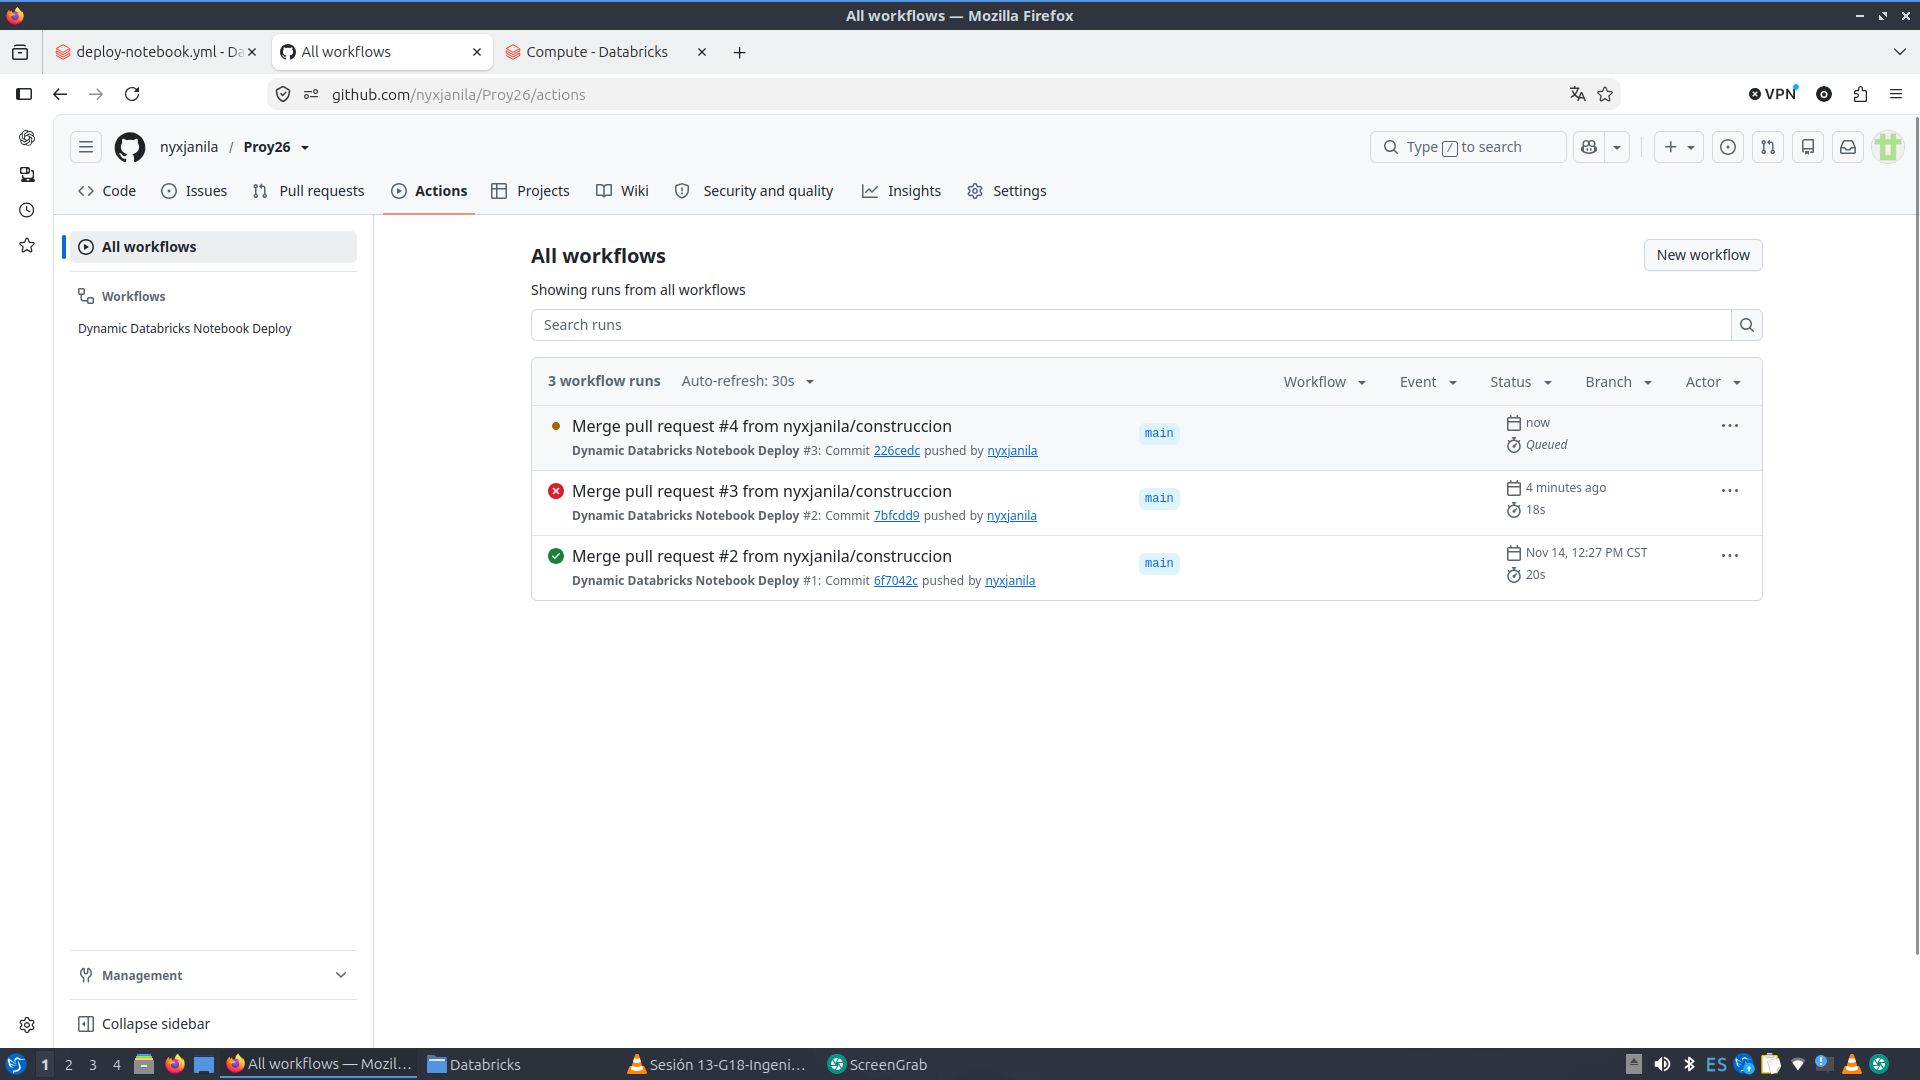 All workflows — Mozilla Firefox
deploy-notebook.yml - Da
All workflows
Compute - Databricks
github.com/nyxjanila/Proy26/actions
VPN
nyxjanila / Proy26
Type / to search
Code
Issues
Pull requests
Actions
Projects
Wiki
Security and quality
Insights
Settings
All workflows
Workflows
Dynamic Databricks Notebook Deploy
All workflows
New workflow
Showing runs from all workflows
Search runs
3 workflow runs
Auto-refresh: 30s
Workflow
Event
Status
Branch
Actor
Merge pull request #4 from nyxjanila/construccion
Dynamic Databricks Notebook Deploy #3: Commit 226cedc pushed by nyxjanila
main
now
Queued
Merge pull request #3 from nyxjanila/construccion
Dynamic Databricks Notebook Deploy #2: Commit 7bfcdd9 pushed by nyxjanila
main
4 minutes ago
18s
Merge pull request #2 from nyxjanila/construccion
Dynamic Databricks Notebook Deploy #1: Commit 6f7042c pushed by nyxjanila
main
Nov 14, 12:27 PM CST
20s
Management
Collapse sidebar
1 2 3 4
All workflows — Mozil...
Databricks
Sesión 13-G18-Ingeni...
ScreenGrab
ES